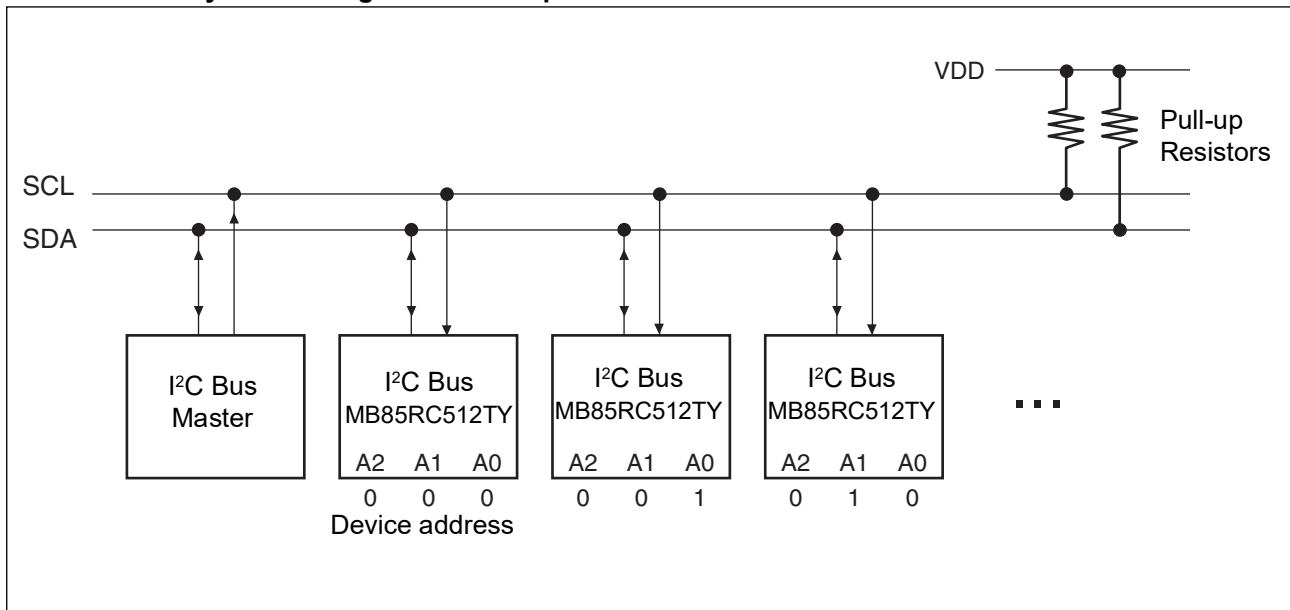 VDD
Pull-up
Resistors
SCL
SDA
I²C Bus
Master
I²C Bus
MB85RC512TY
A2 A1 A0
0 0 0
Device address
I²C Bus
MB85RC512TY
A2 A1 A0
0 0 1
I²C Bus
MB85RC512TY
A2 A1 A0
0 1 0
...